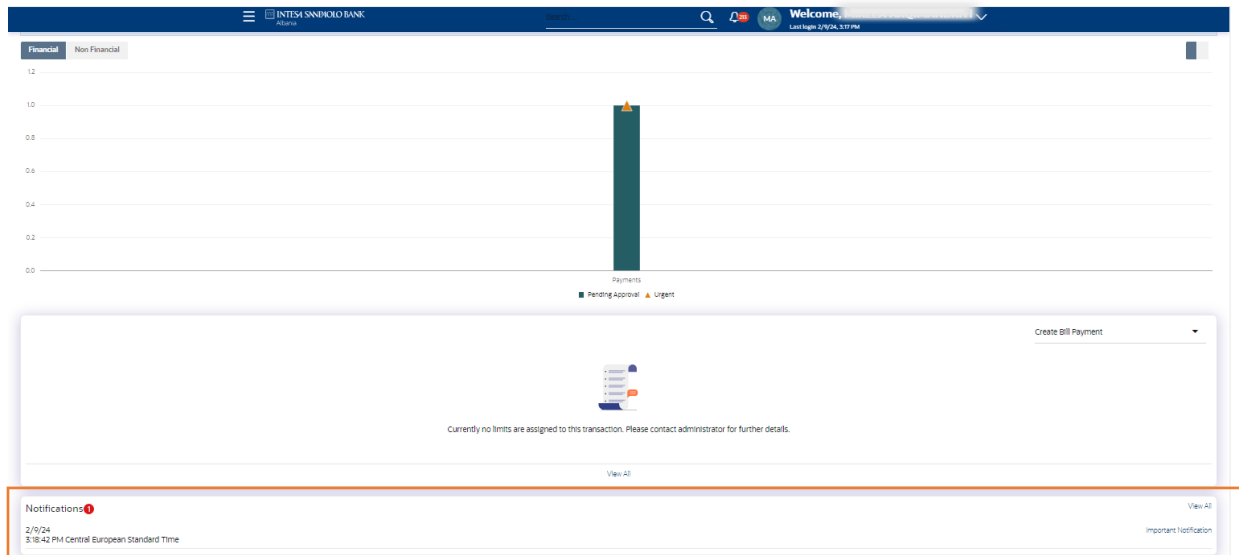 INTESA SANPAOLO BANK
Albania
Search...
MA
Welcome,
Last login 2/9/24, 3:17 PM
Financial
Non Financial
1.2
1.0
0.8
0.6
0.4
0.2
0.0
Payments
Pending Approval
Urgent
Create Bill Payment
Currently no limits are assigned to this transaction. Please contact administrator for further details.
View All
Notifications 1
View All
2/9/24
Important Notification
3:18:42 PM Central European Standard Time